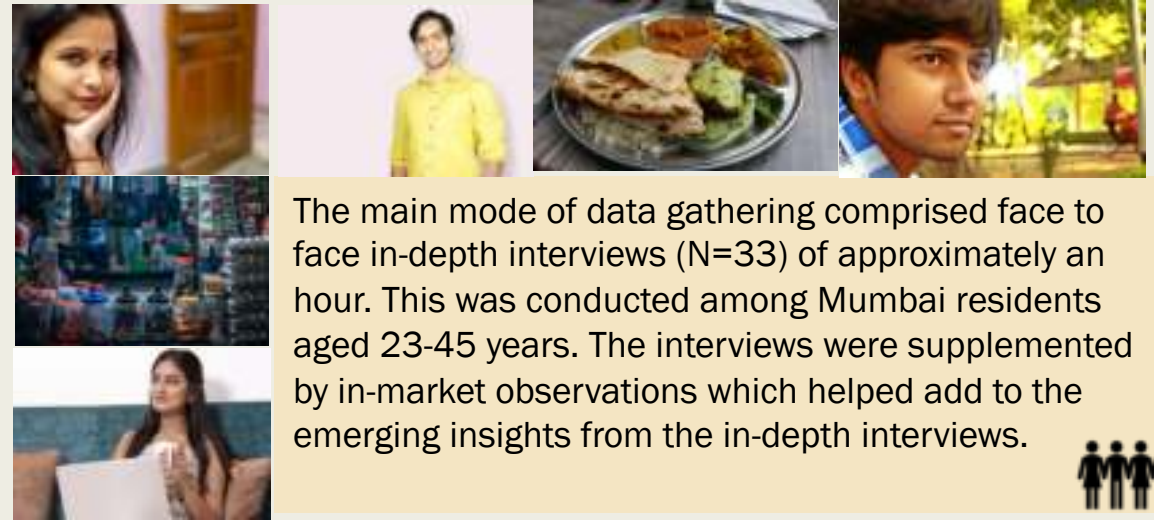 The main mode of data gathering comprised face to
face in-depth interviews (N=33) of approximately an
hour. This was conducted among Mumbai residents
aged 23-45 years. The interviews were supplemented
by in-market observations which helped add to the
emerging insights from the in-depth interviews.